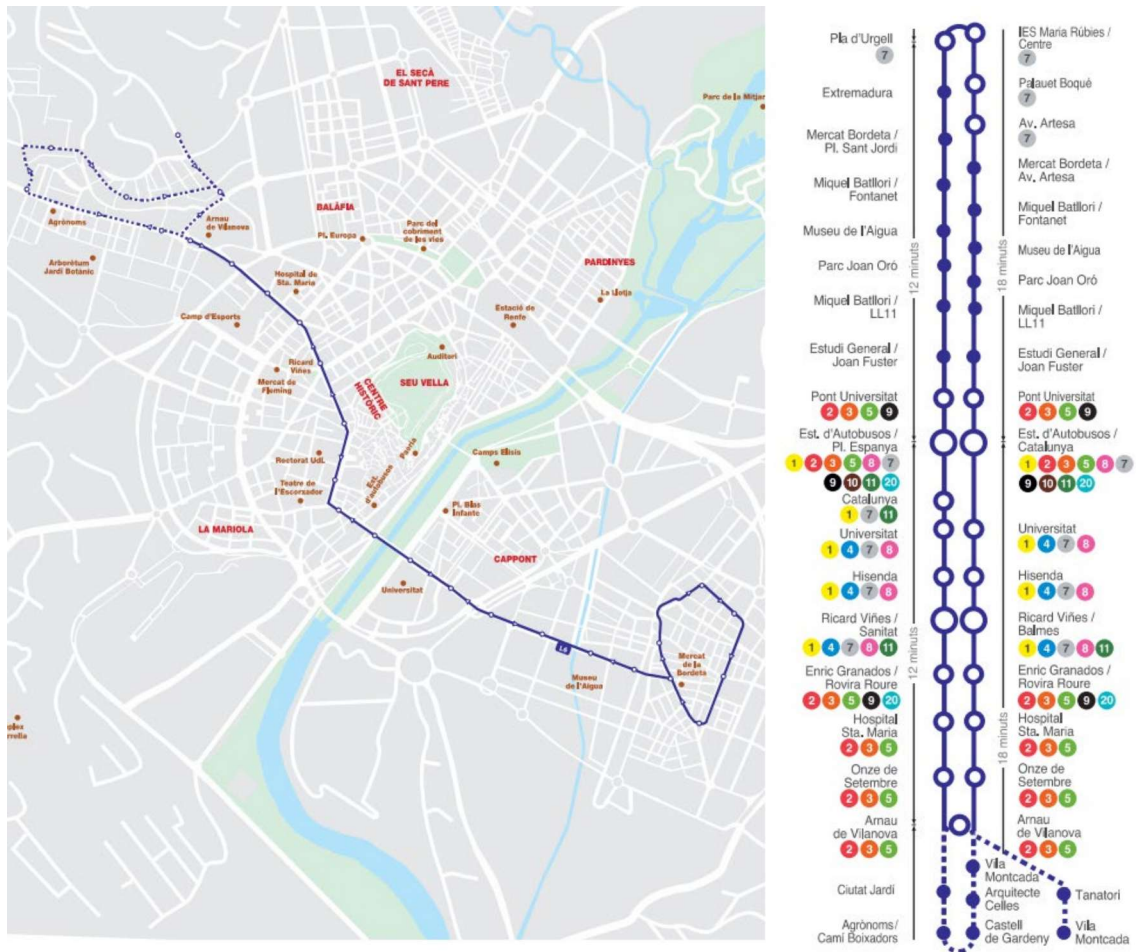 EL SECÀ
DE SANT PERE
Parc de la Mitjar
Agrònoms
Arnau
de Vilanova
BALÀFIA
Pl. Europa
Parc del
cobriment
de les vies
Arborètum
Jardí Botànic
Hospital de
Sta. Maria
PARDINYES
La Llotja
Camp d'Esports
Estació de
Renfe
Auditori
Ricard
Viñes
Mercat de
Fleming
CENTRE
HISTÒRIC
SEU VELLA
Rectorat UdL
Paeria
Camps Elisis
Est.
d'autobusos
Teatre de
l'Escorxador
Pl. Blas
Infante
LA MARIOLA
CAPPONT
Universitat
L6
Museu
de l'Aigua
Mercat
de la
Bordeta
plex
rrella
Pla d'Urgell
7
Extremadura
Mercat Bordeta /
Pl. Sant Jordi
Miquel Batllori /
Fontanet
Museu de l'Aigua
Parc Joan Oró
Miquel Batllori /
LL11
Estudi General /
Joan Fuster
Pont Universitat
2 3 5 9
Est. d'Autobusos /
Pl. Espanya
1 2 3 5 8 7
9 10 11 20
Catalunya
1 7 11
Universitat
1 4 7 8
Hisenda
1 4 7 8
Ricard Viñes /
Sanitat
1 4 7 8 11
Enric Granados /
Rovira Roure
2 3 5 9 20
Hospital
Sta. Maria
2 3 5
Onze de
Setembre
2 3 5
Arnau
de Vilanova
2 3 5
Ciutat Jardí
Agrònoms/
Camí Boixadors
12 minuts
12 minuts
IES Maria Rúbies /
Centre
7
Palauet Boqué
7
Av. Artesa
7
Mercat Bordeta /
Av. Artesa
Miquel Batllori /
Fontanet
Museu de l'Aigua
Parc Joan Oró
Miquel Batllori /
LL11
Estudi General /
Joan Fuster
Pont Universitat
2 3 5 9
Est. d'Autobusos /
Catalunya
1 2 3 5 8 7
9 10 11 20
Universitat
1 4 7 8
Hisenda
1 4 7 8
Ricard Viñes /
Balmes
1 4 7 8 11
Enric Granados /
Rovira Roure
2 3 5 9 20
Hospital
Sta. Maria
2 3 5
Onze de
Setembre
2 3 5
Arnau
de Vilanova
2 3 5
18 minuts
18 minuts
Vila
Montcada
Arquitecte
Celles
Castell
de Gardeny
Tanatori
Vila
Montcada